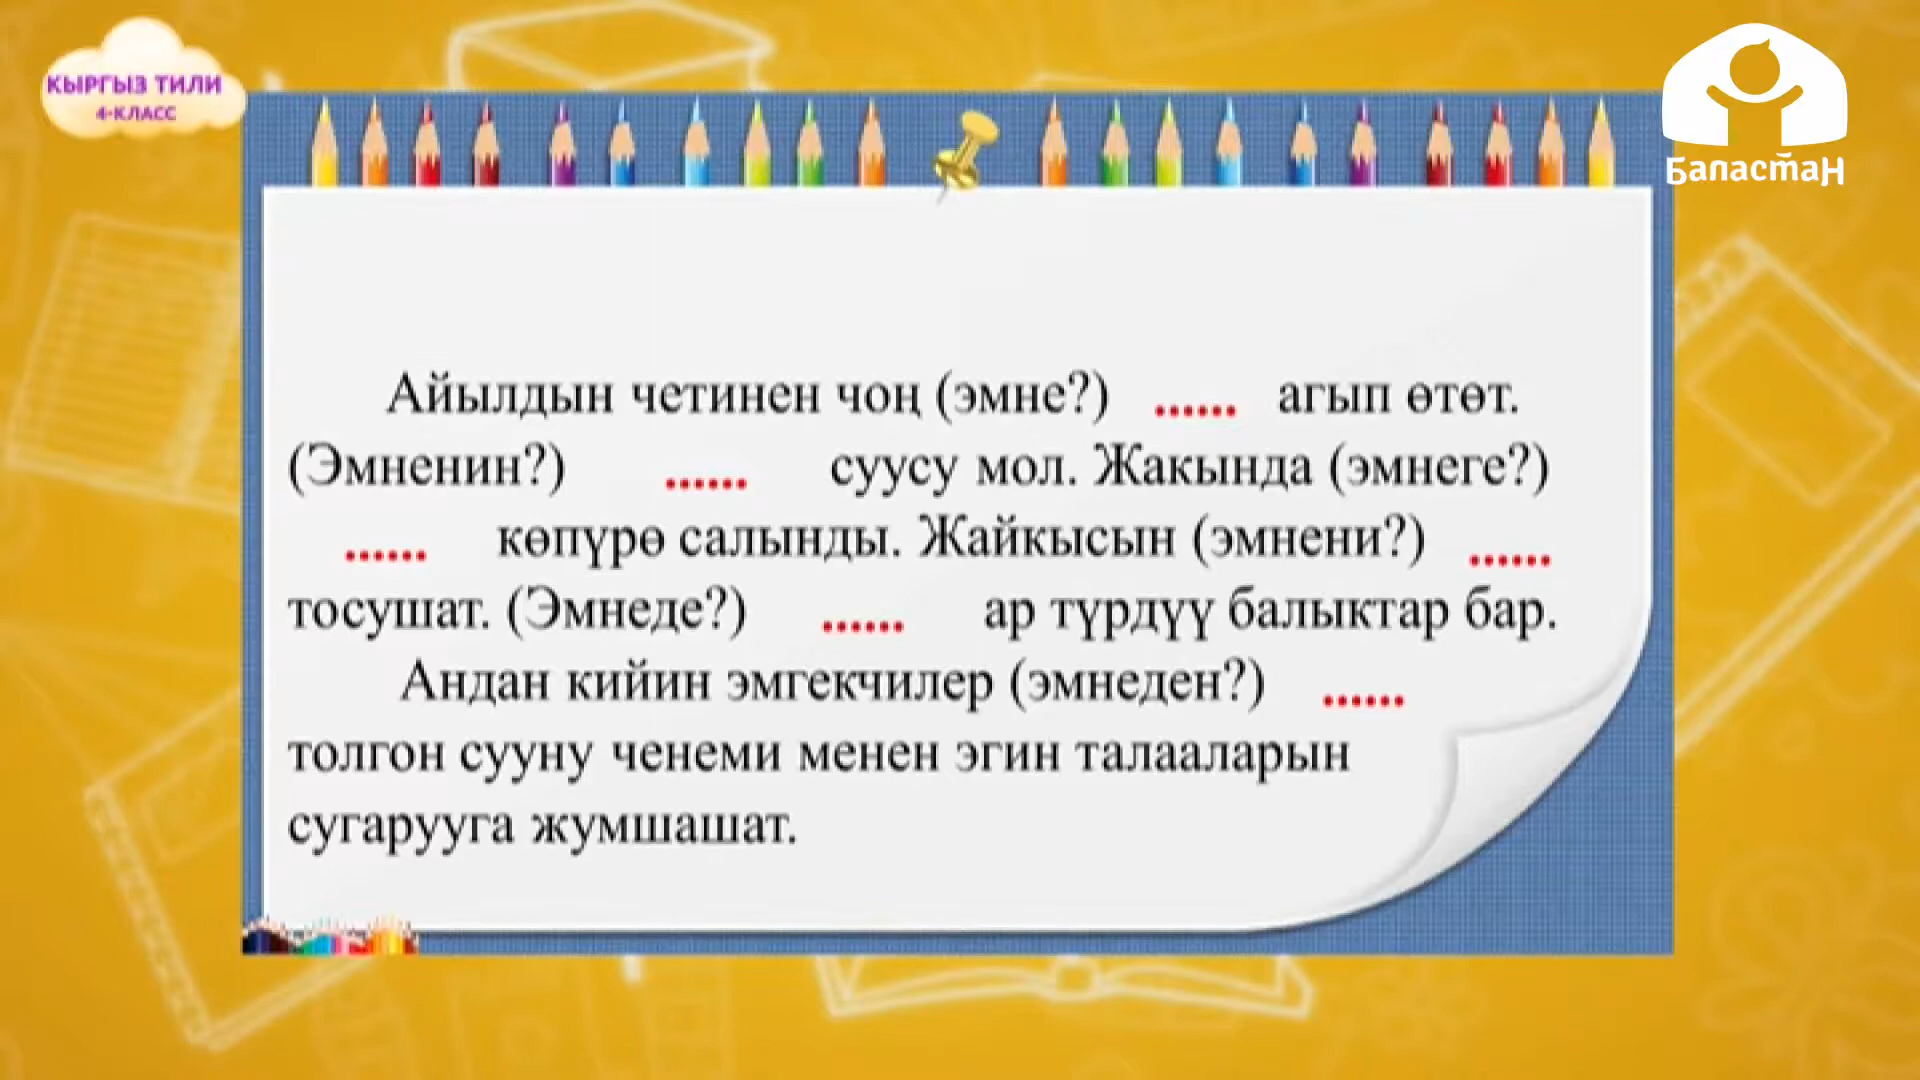 КЫРГЫЗ ТИЛИ
4-КЛАСС
Баластан
Айылдын четинен чоң (эмне?) ...... агып өтөт.
(Эмненин?) ...... суусу мол. Жакында (эмнеге?)
...... көпүрө салынды. Жайкысын (эмнени?) ......
тосушат. (Эмнеде?) ...... ар түрдүү балыктар бар.
Андан кийин эмгекчилер (эмнеден?) ......
толгон сууну ченеми менен эгин талааларын
сугарууга жумшашат.